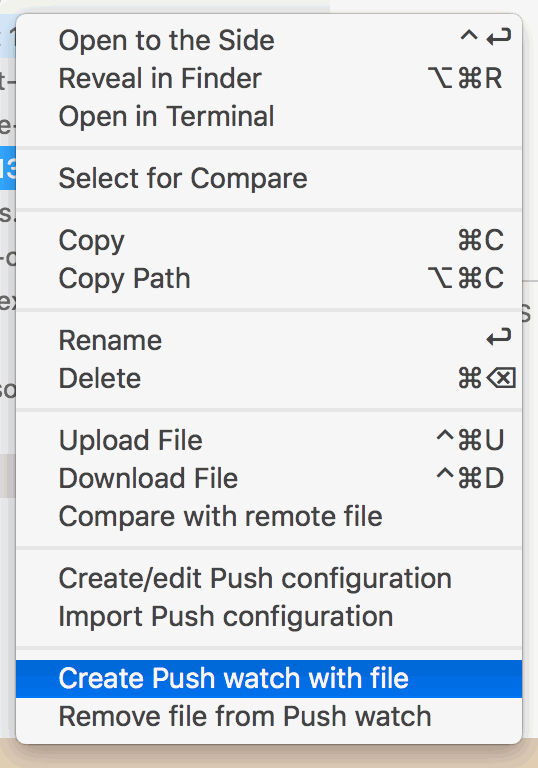 Open to the Side ^↩
Reveal in Finder ⌥⌘R
Open in Terminal
Select for Compare
Copy ⌘C
Copy Path ⌥⌘C
Rename ↩
Delete ⌘⌫
Upload File ^⌘U
Download File ^⌘D
Compare with remote file
Create/edit Push configuration
Import Push configuration
Create Push watch with file
Remove file from Push watch